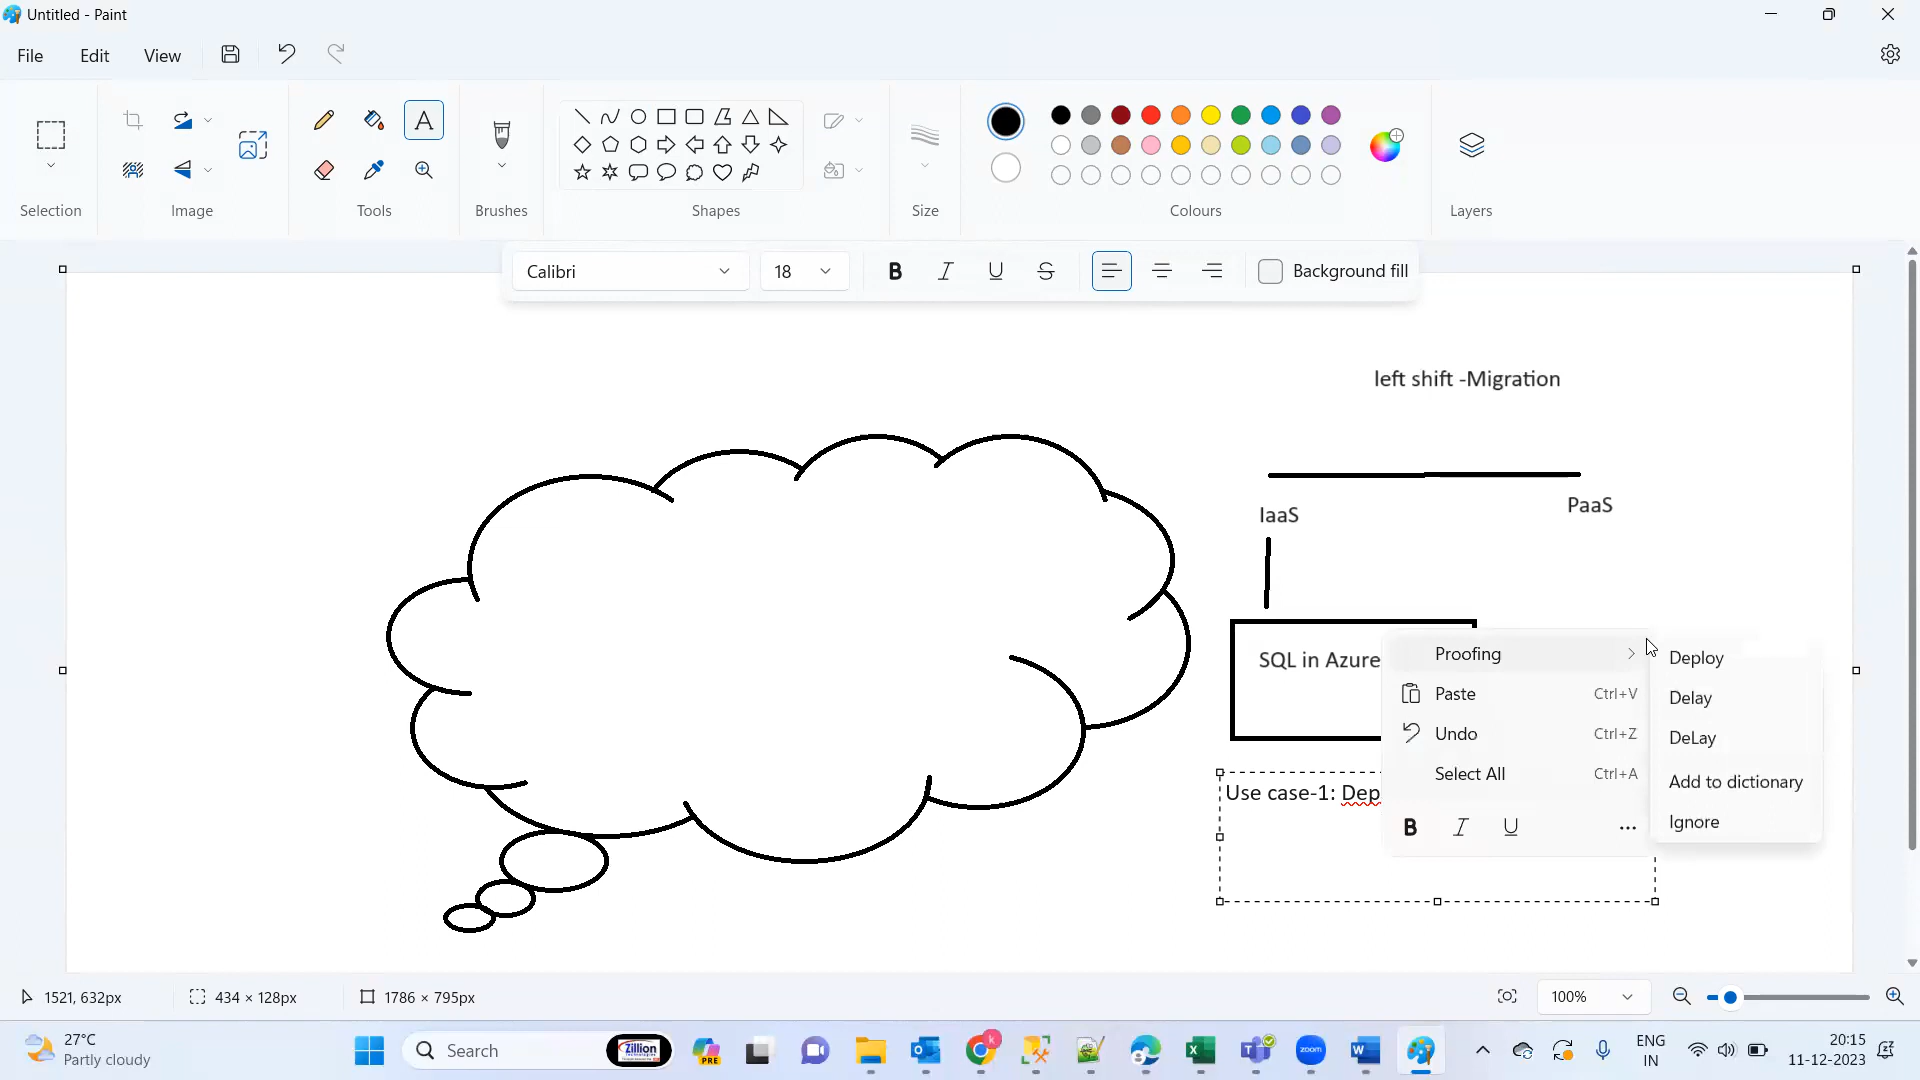 Untitled - Paint
File
Edit
View
Selection
Image
Tools
Brushes
Shapes
Size
Colours
Layers
Calibri
18
B
I
U
S
Background fill
left shift -Migration
IaaS
PaaS
SQL in Azure
Use case-1: Dep
Proofing
Paste Ctrl+V
Undo Ctrl+Z
Select All Ctrl+A
B I U ...
Deploy
Delay
DeLay
Add to dictionary
Ignore
1521, 632px
434 × 128px
1786 × 795px
100%
27°C
Partly cloudy
Search
Zillion
PRE
k
zoom
ENG
IN
20:15
11-12-2023